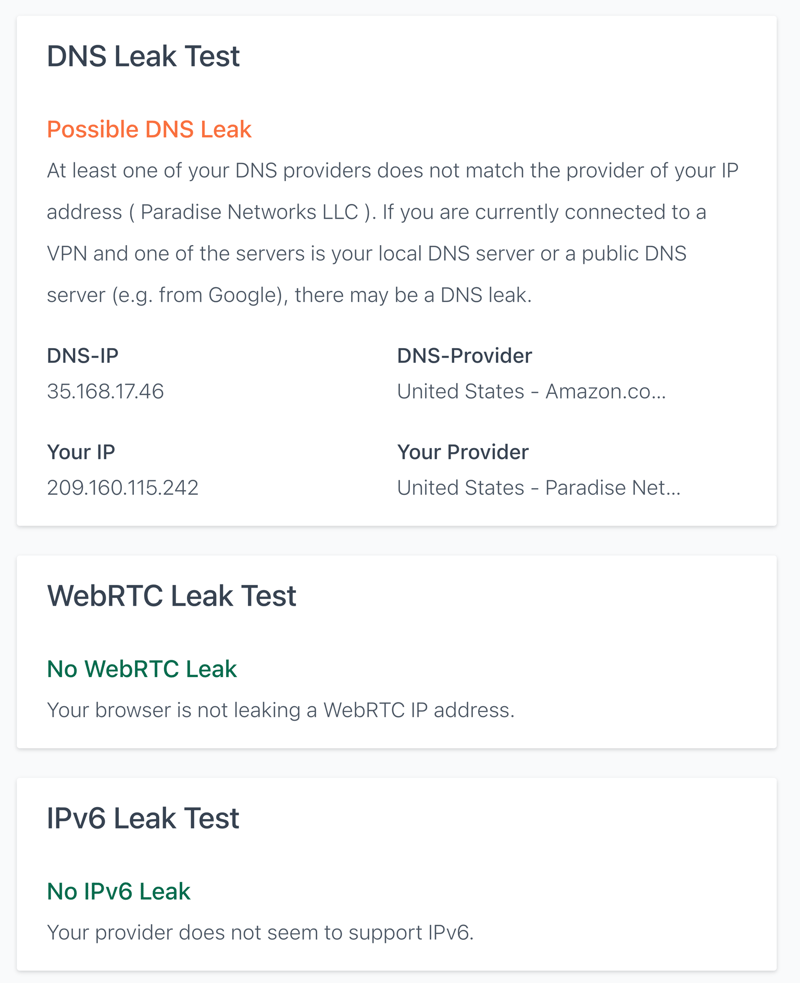 DNS Leak Test
Possible DNS Leak
At least one of your DNS providers does not match the provider of your IP
address ( Paradise Networks LLC ). If you are currently connected to a
VPN and one of the servers is your local DNS server or a public DNS
server (e.g. from Google), there may be a DNS leak.
DNS-IP DNS-Provider
35.168.17.46 United States - Amazon.co...
Your IP Your Provider
209.160.115.242 United States - Paradise Net...
WebRTC Leak Test
No WebRTC Leak
Your browser is not leaking a WebRTC IP address.
IPv6 Leak Test
No IPv6 Leak
Your provider does not seem to support IPv6.